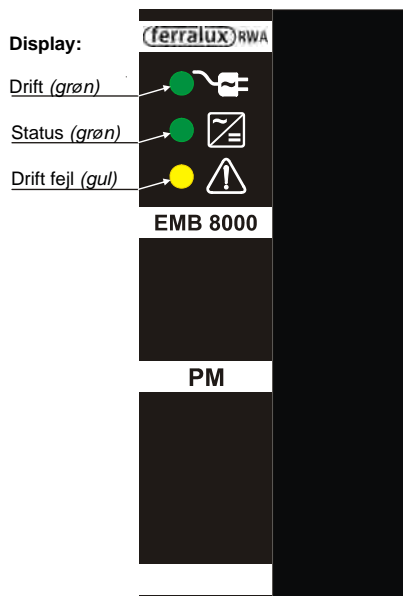 Display:
ferralux RWA
Drift (grøn)
Status (grøn)
Drift fejl (gul)
EMB 8000
PM